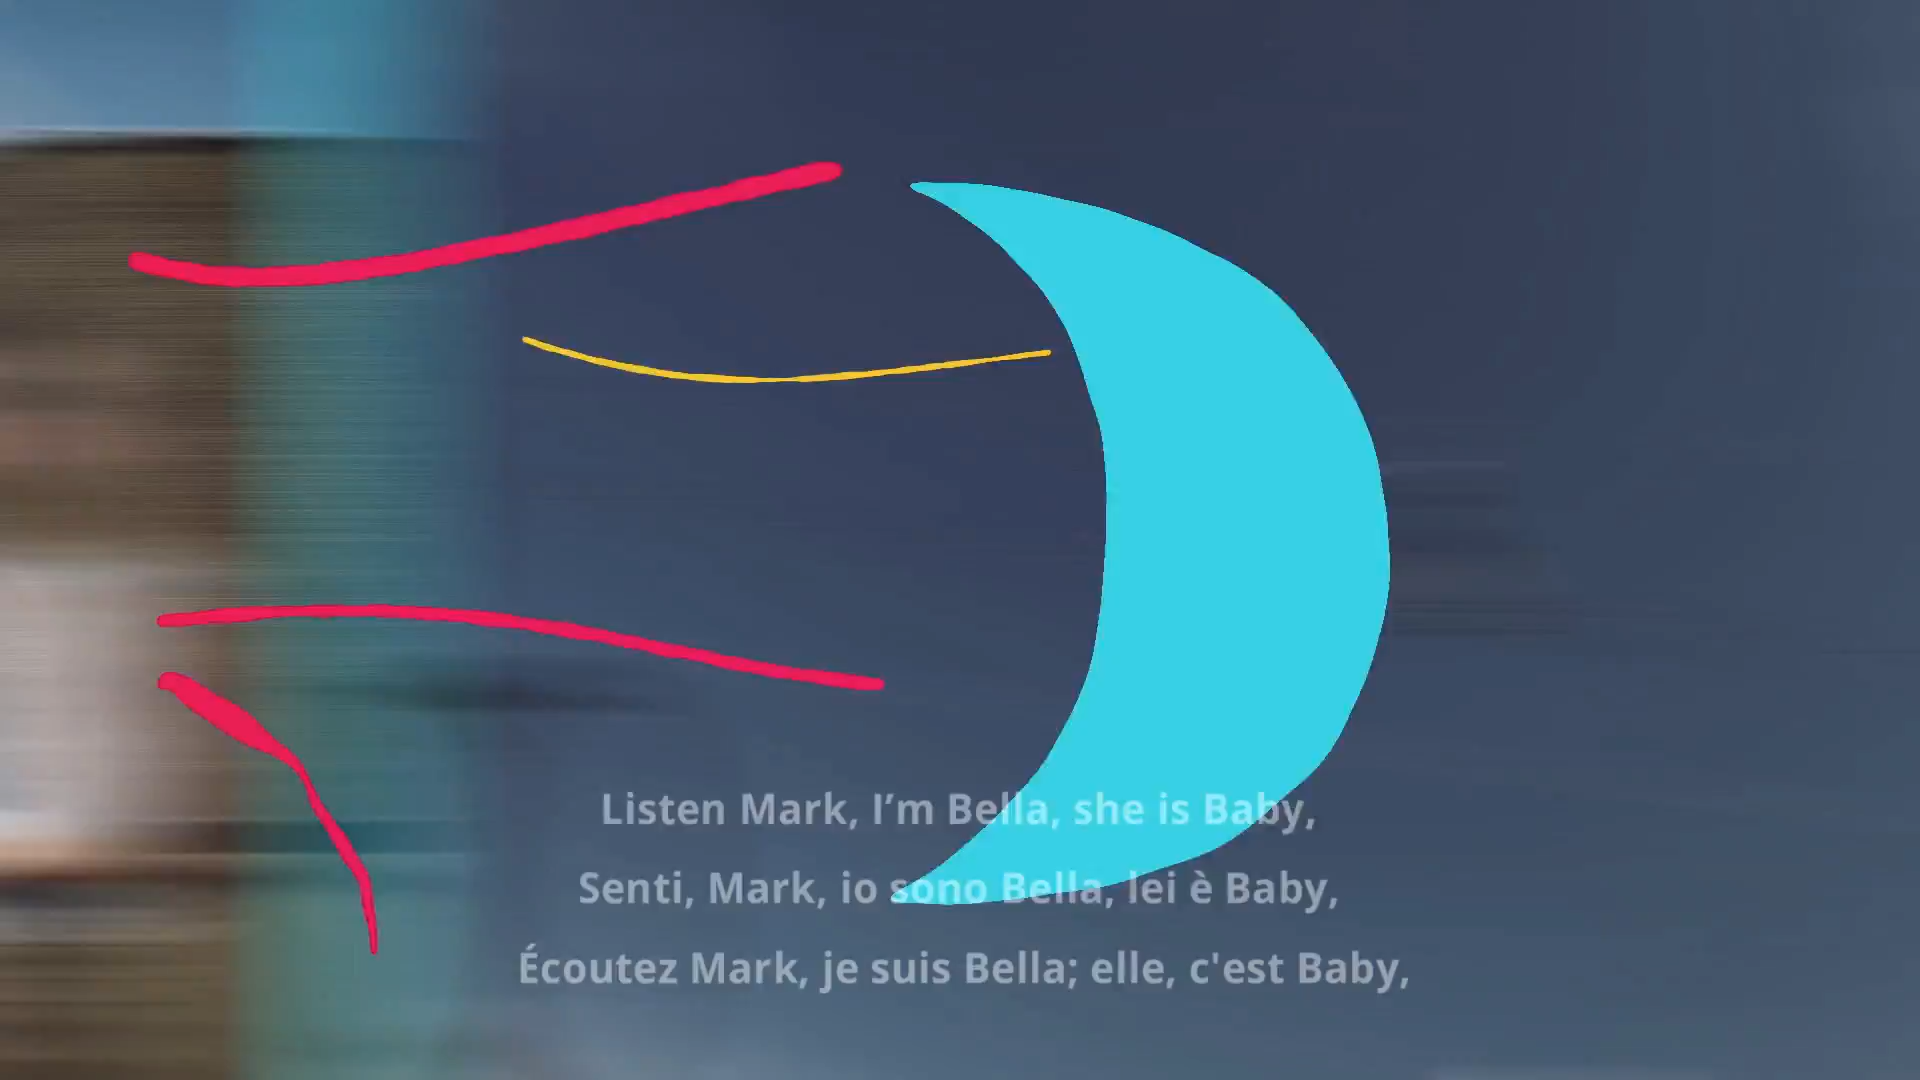 Listen Mark, I’m Bella, she is Baby,
Senti, Mark, io sono Bella, lei è Baby,
Écoutez Mark, je suis Bella; elle, c'est Baby,